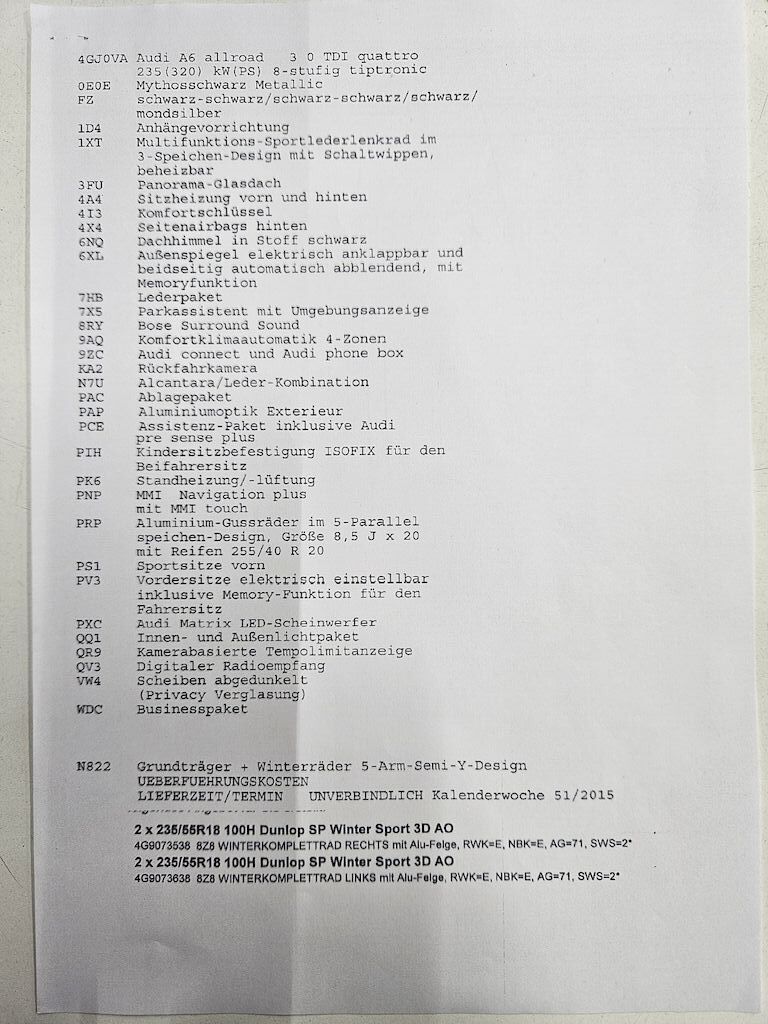 4GJ0VA Audi A6 allroad 3 0 TDI quattro
235(320) kW(PS) 8-stufig tiptronic
0E0E Mythosschwarz Metallic
FZ schwarz-schwarz/schwarz-schwarz/schwarz/
mondsilber
1D4 Anhängevorrichtung
1XT Multifunktions-Sportlederlenkrad im
3-Speichen-Design mit Schaltwippen,
beheizbar
3FU Panorama-Glasdach
4A4 Sitzheizung vorn und hinten
4I3 Komfortschlüssel
4X4 Seitenairbags hinten
6NQ Dachhimmel in Stoff schwarz
6XL Außenspiegel elektrisch anklappbar und
beidseitig automatisch abblendend, mit
Memoryfunktion
7HB Lederpaket
7X5 Parkassistent mit Umgebungsanzeige
8RY Bose Surround Sound
9AQ Komfortklimaautomatik 4-Zonen
9ZC Audi connect und Audi phone box
KA2 Rückfahrkamera
N7U Alcantara/Leder-Kombination
PAC Ablagepaket
PAP Aluminiumoptik Exterieur
PCE Assistenz-Paket inklusive Audi
pre sense plus
PIH Kindersitzbefestigung ISOFIX für den
Beifahrersitz
PK6 Standheizung/-lüftung
PNP MMI Navigation plus
mit MMI touch
PRP Aluminium-Gussräder im 5-Parallel
speichen-Design, Größe 8,5 J x 20
mit Reifen 255/40 R 20
PS1 Sportsitze vorn
PV3 Vordersitze elektrisch einstellbar
inklusive Memory-Funktion für den
Fahrersitz
PXC Audi Matrix LED-Scheinwerfer
QQ1 Innen- und Außenlichtpaket
QR9 Kamerabasierte Tempolimitanzeige
QV3 Digitaler Radioempfang
VW4 Scheiben abgedunkelt
(Privacy Verglasung)
WDC Businesspaket
N822 Grundträger + Winterräder 5-Arm-Semi-Y-Design
UEBERFUEHRUNGSKOSTEN
LIEFERZEIT/TERMIN UNVERBINDLICH Kalenderwoche 51/2015
2 x 235/55R18 100H Dunlop SP Winter Sport 3D AO
4G9073538 8Z8 WINTERKOMPLETTRAD RECHTS mit Alu-Felge, RWK=E, NBK=E, AG=71, SWS=2*
2 x 235/55R18 100H Dunlop SP Winter Sport 3D AO
4G9073638 8Z8 WINTERKOMPLETTRAD LINKS mit Alu-Felge, RWK=E, NBK=E, AG=71, SWS=2*